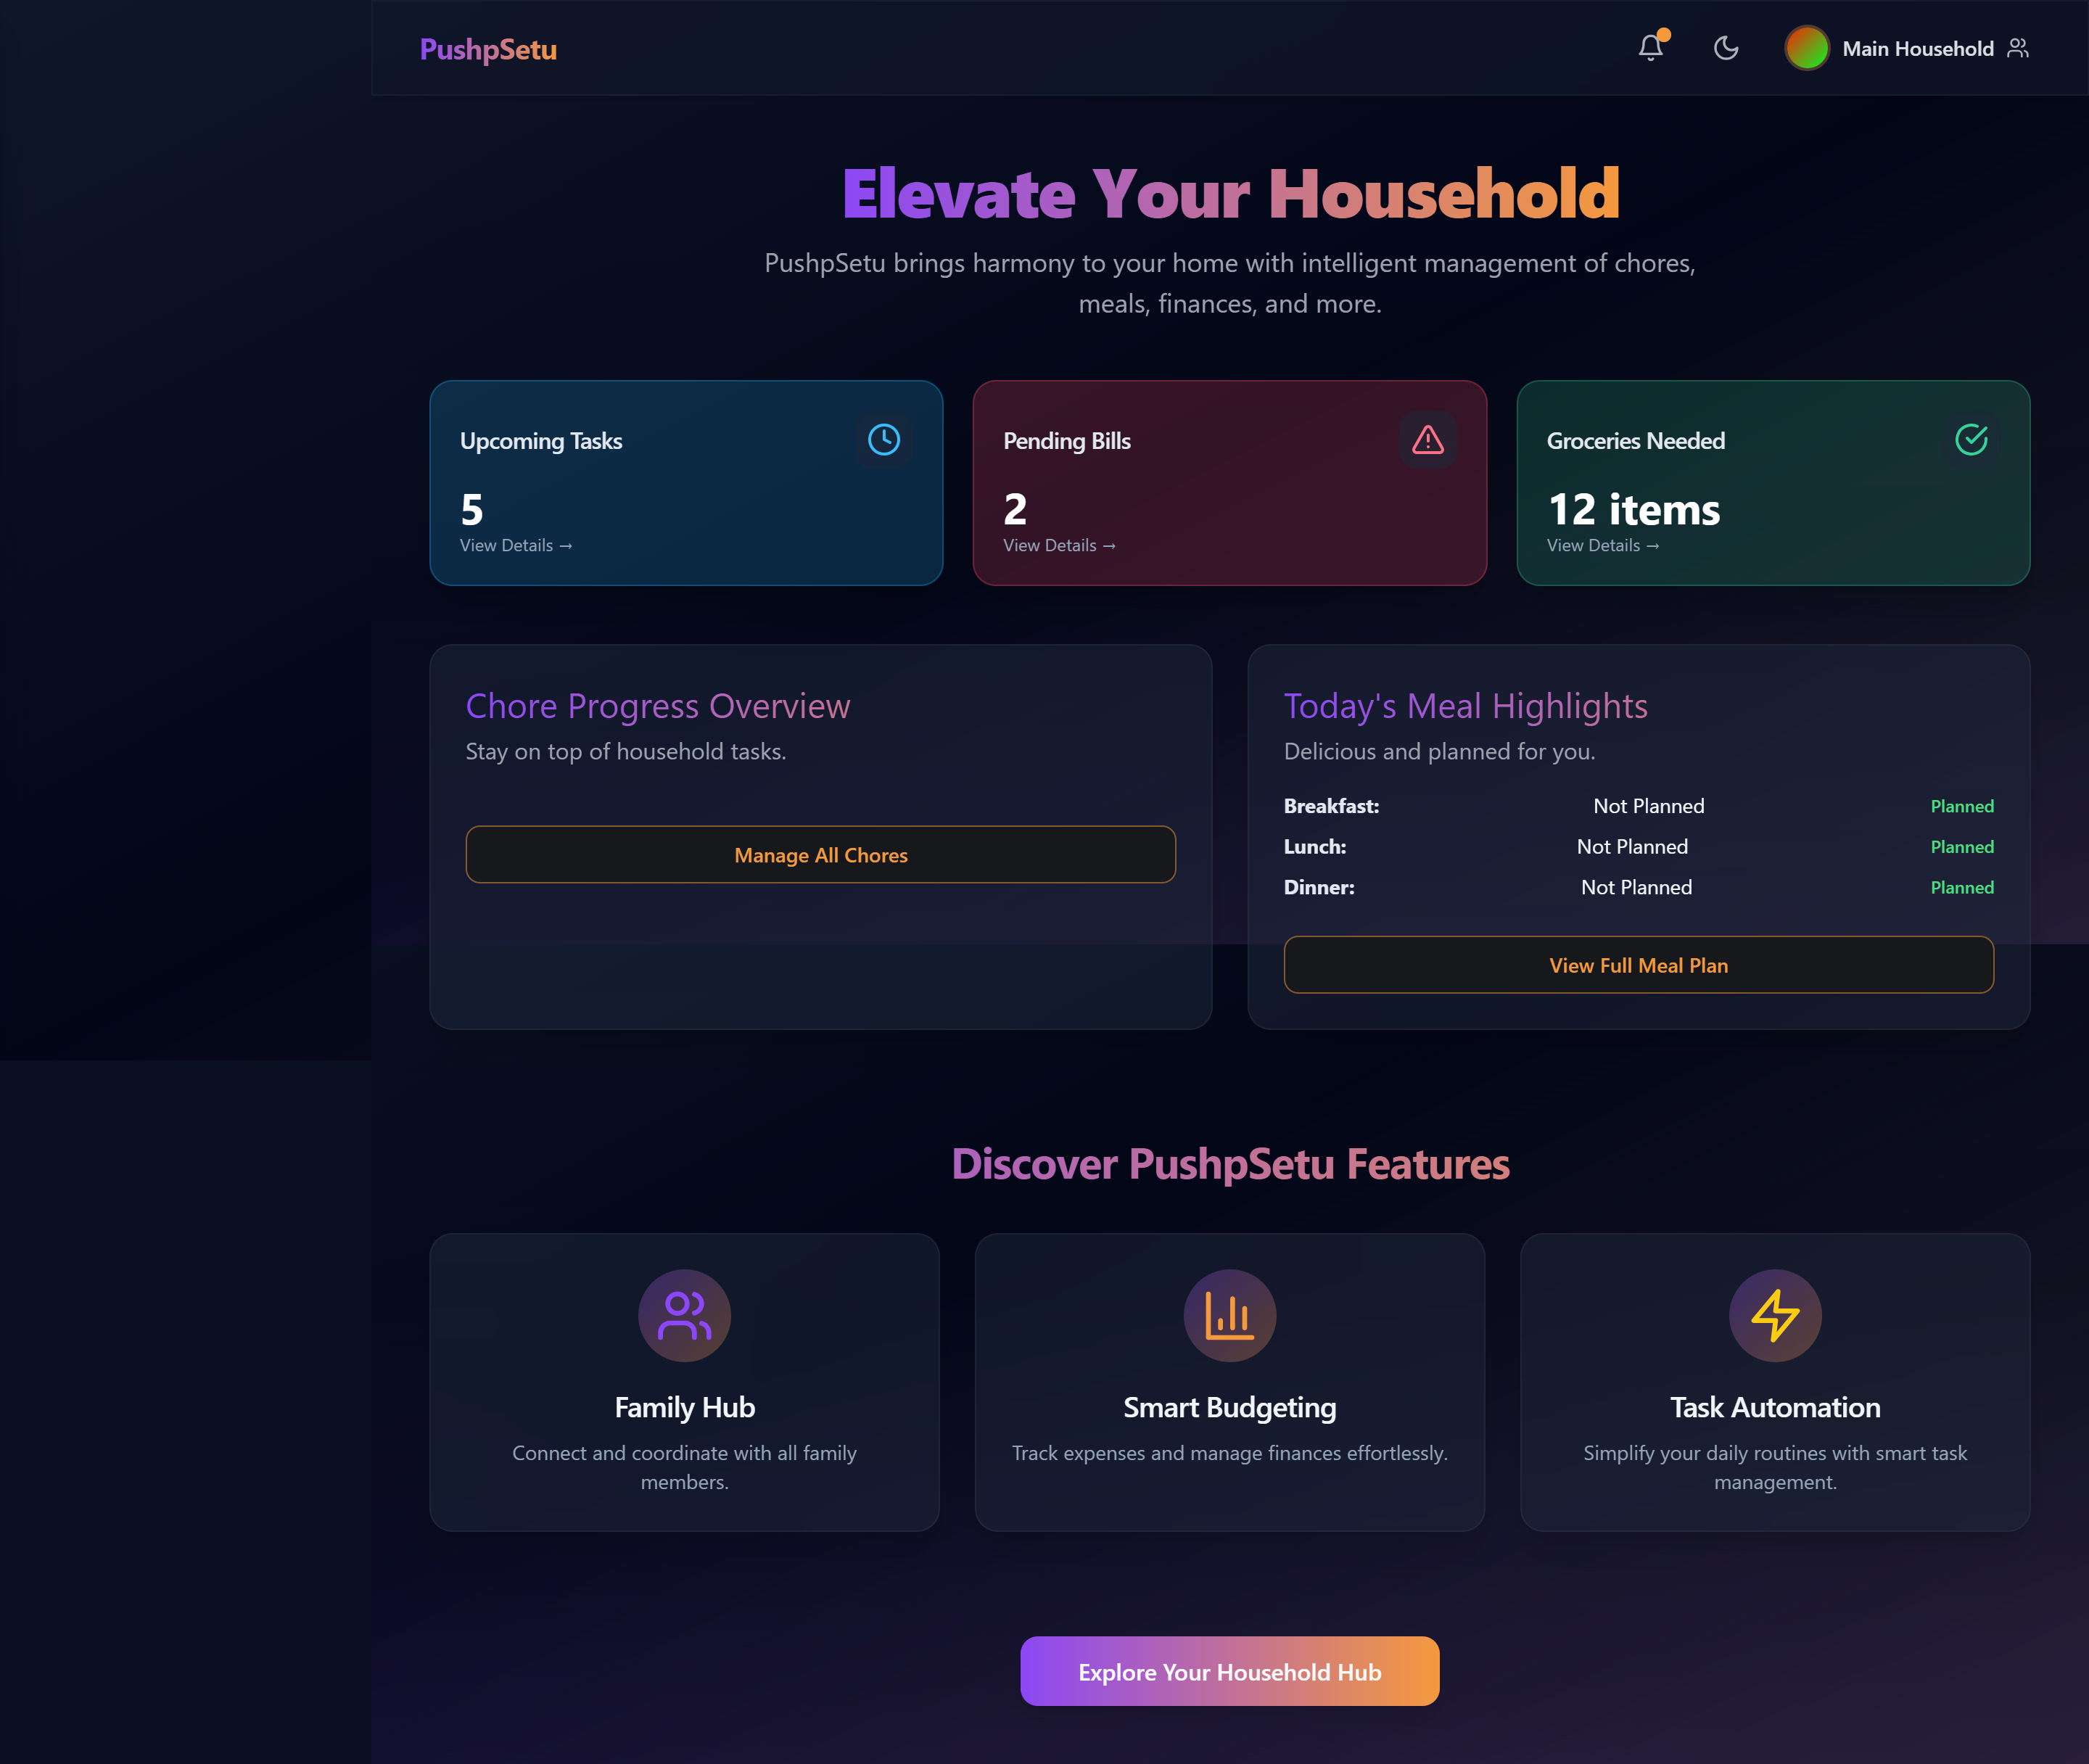 PushpSetu
Main Household
Elevate Your Household
PushpSetu brings harmony to your home with intelligent management of chores,
meals, finances, and more.
Upcoming Tasks
5
View Details →
Pending Bills
2
View Details →
Groceries Needed
12 items
View Details →
Chore Progress Overview
Stay on top of household tasks.
Manage All Chores
Today's Meal Highlights
Delicious and planned for you.
Breakfast: Not Planned Planned
Lunch: Not Planned Planned
Dinner: Not Planned Planned
View Full Meal Plan
Discover PushpSetu Features
Family Hub
Connect and coordinate with all family
members.
Smart Budgeting
Track expenses and manage finances effortlessly.
Task Automation
Simplify your daily routines with smart task
management.
Explore Your Household Hub